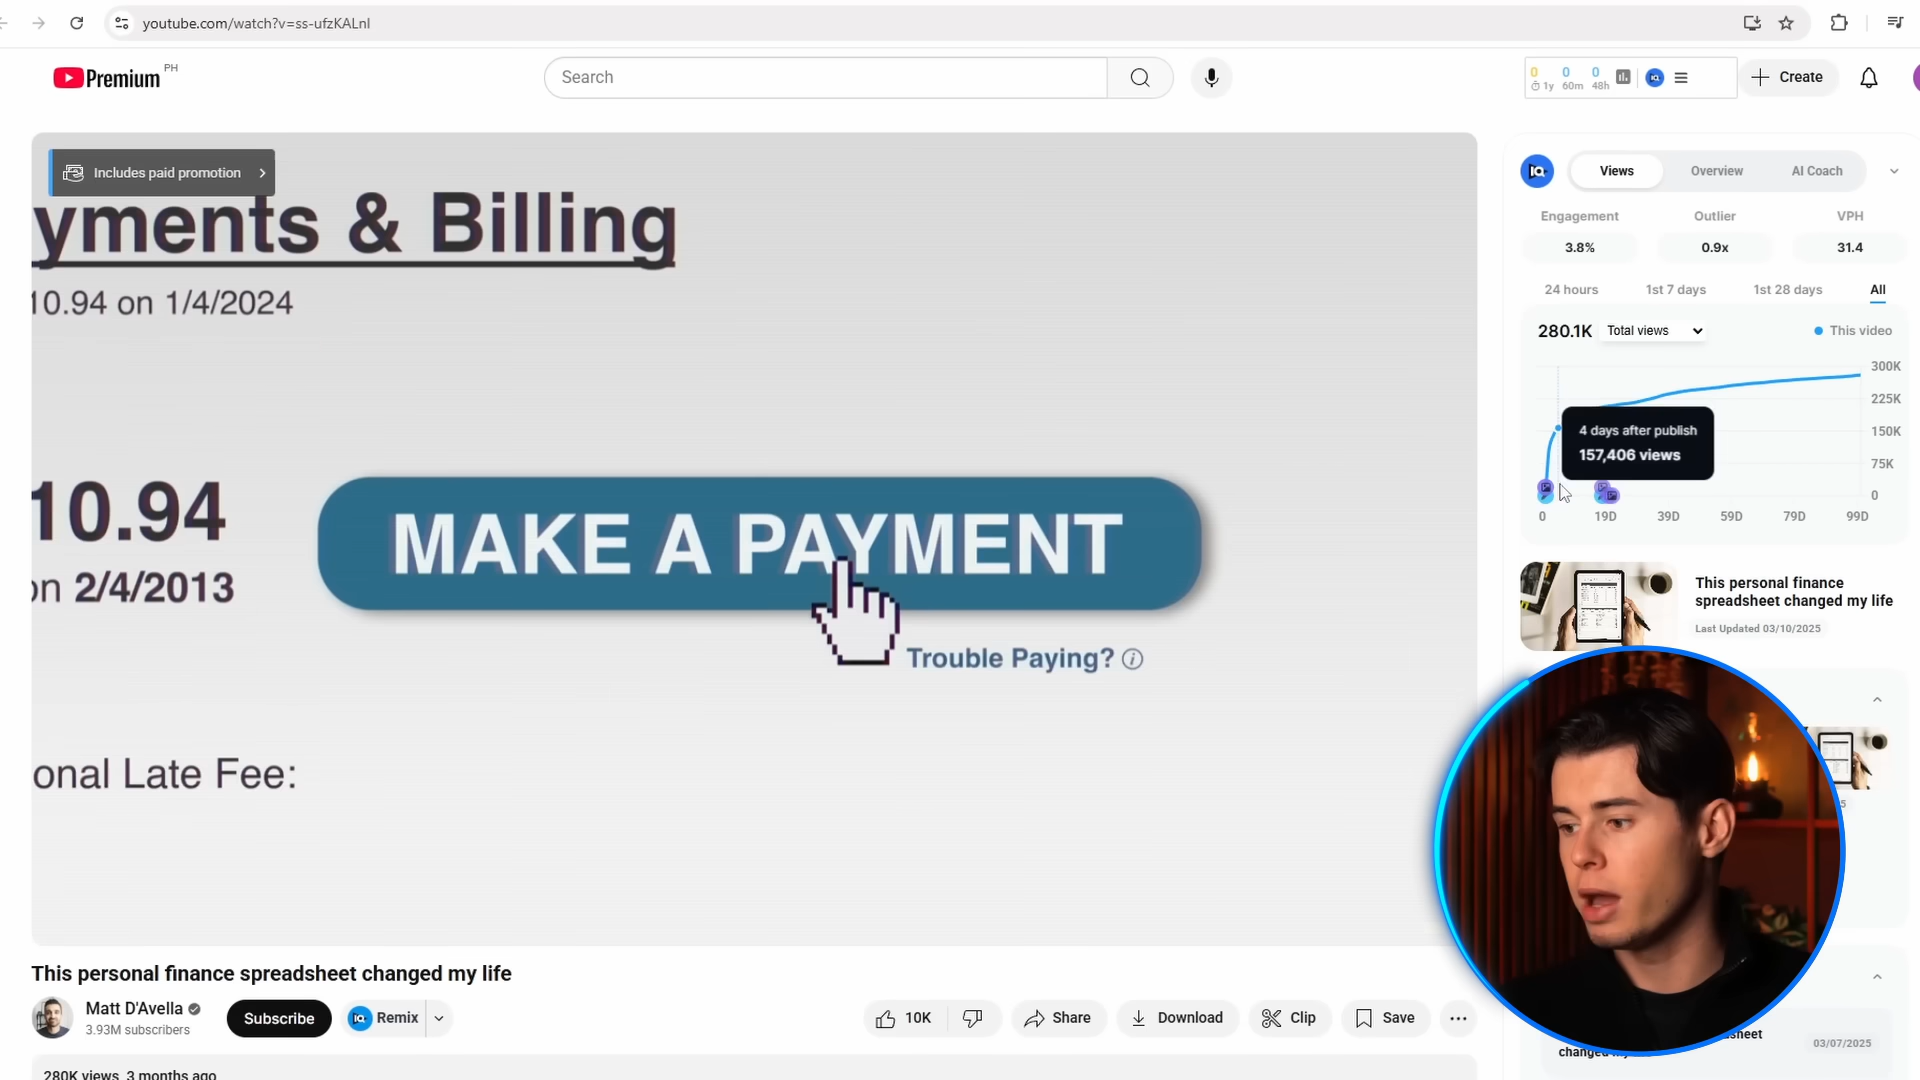 youtube.com/watch?v=ss-ufzKALnI
Premium PH
Search
0 0 0
1y 60m 48h
Create
Includes paid promotion
yments & Billing
10.94 on 1/4/2024
10.94
on 2/4/2013
MAKE A PAYMENT
Trouble Paying?
onal Late Fee:
Views Overview AI Coach
Engagement Outlier VPH
3.8% 0.9x 31.4
24 hours 1st 7 days 1st 28 days All
280.1K Total views This video
300K
225K
150K
75K
0
4 days after publish
157,406 views
0 19D 39D 59D 79D 99D
This personal finance
spreadsheet changed my life
Last Updated 03/10/2025
This personal finance spreadsheet changed my life
Matt D'Avella
3.93M subscribers
Subscribe
Remix
10K
Share
Download
Clip
Save
03/07/2025
280K views 3 months ago